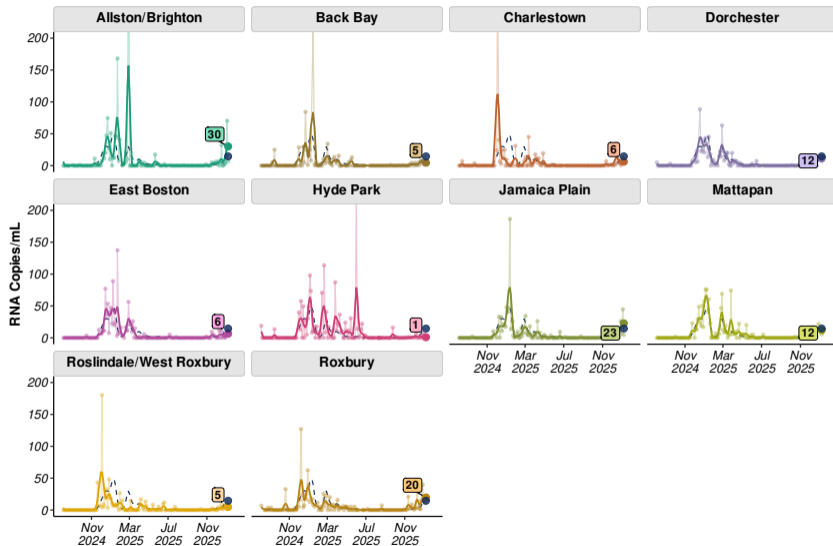 Allston/Brighton
Back Bay
Charlestown
Dorchester
200
150
100
50
0
30
5
6
12
East Boston
Hyde Park
Jamaica Plain
Mattapan
RNA Copies/mL
200
150
100
50
0
6
1
23
12
Nov 2024
Mar 2025
Jul 2025
Nov 2025
Nov 2024
Mar 2025
Jul 2025
Nov 2025
Roslindale/West Roxbury
Roxbury
200
150
100
50
0
5
20
Nov 2024
Mar 2025
Jul 2025
Nov 2025
Nov 2024
Mar 2025
Jul 2025
Nov 2025